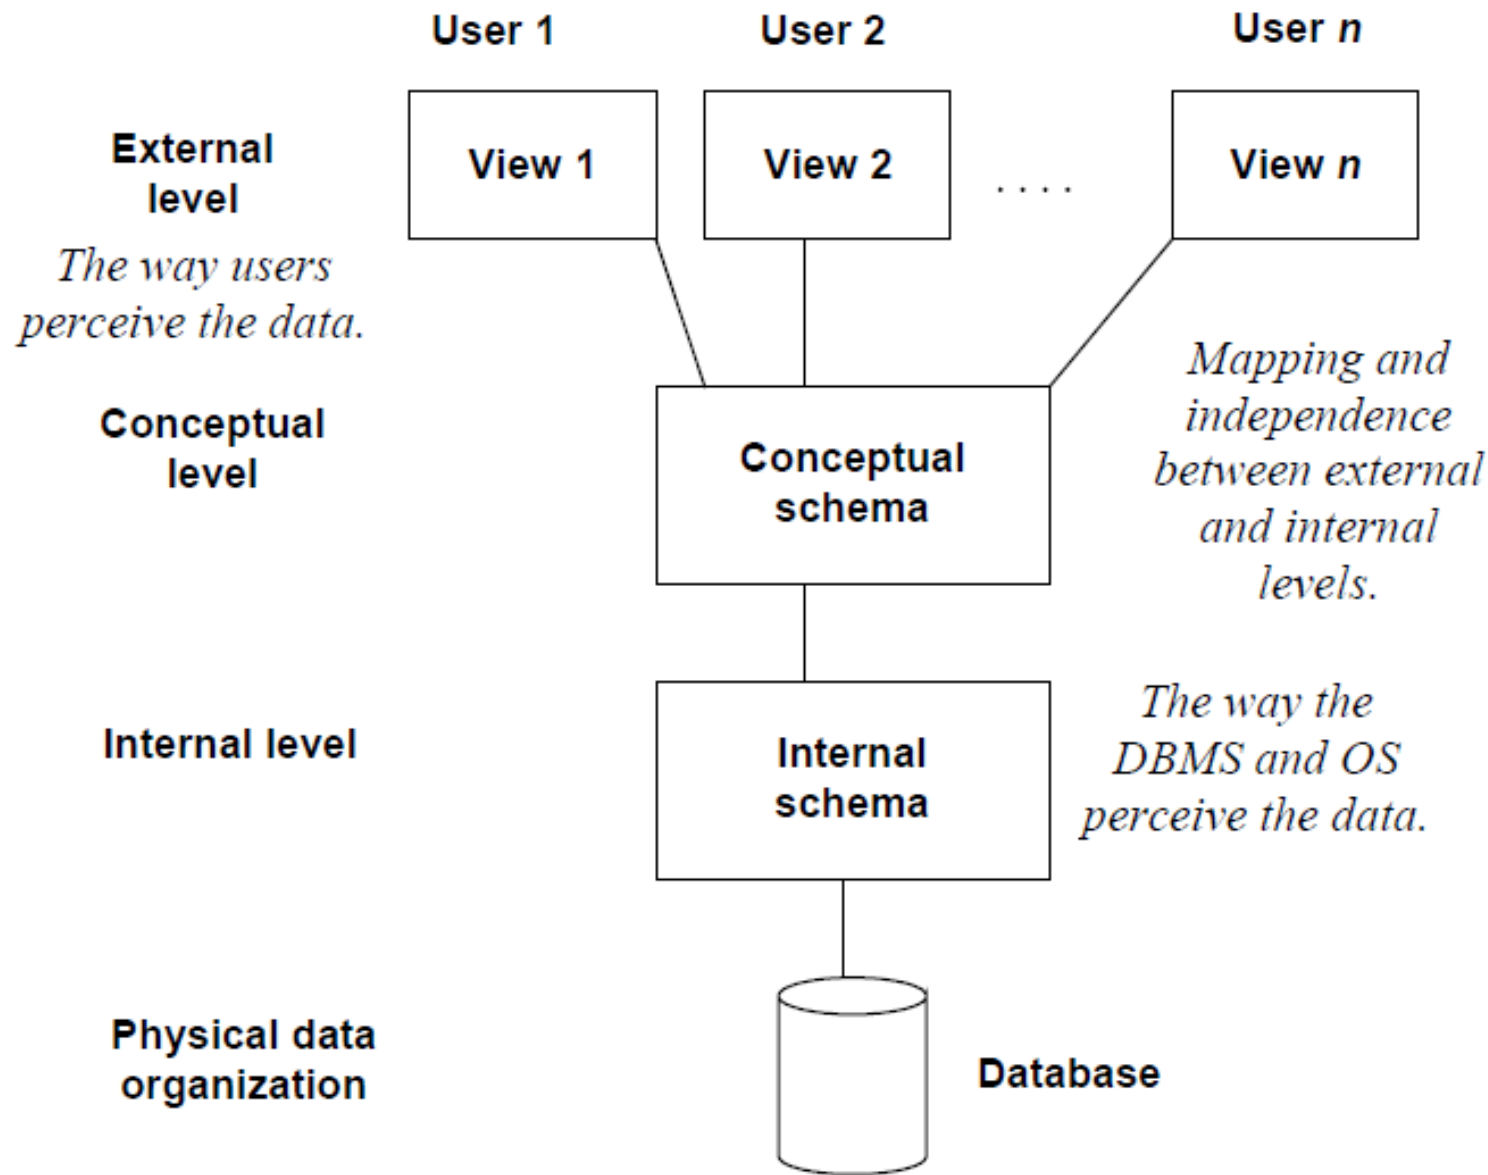 User 1
User 2
User n
External
level
View 1
View 2
. . . .
View n
The way users
perceive the data.
Conceptual
level
Conceptual
schema
Mapping and
independence
between external
and internal
levels.
Internal level
Internal
schema
The way the
DBMS and OS
perceive the data.
Physical data
organization
Database